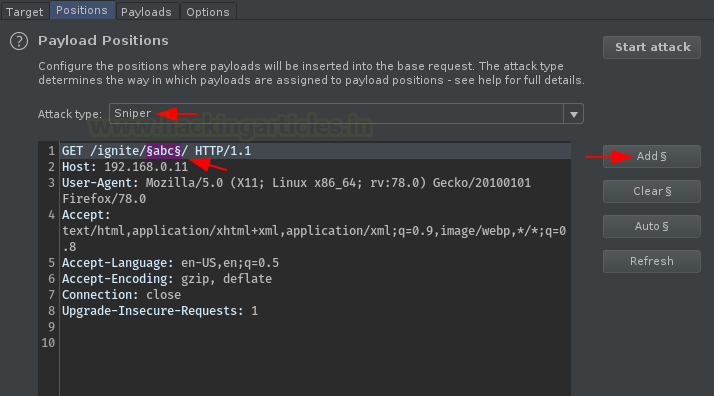 Target Positions Payloads Options
? Payload Positions
Start attack
Configure the positions where payloads will be inserted into the base request. The attack type
determines the way in which payloads are assigned to payload positions - see help for full details.
Attack type: Sniper
www.hackingarticles.in
1 GET /ignite/§abc§/ HTTP/1.1
Add §
2 Host: 192.168.0.11
3 User-Agent: Mozilla/5.0 (X11; Linux x86_64; rv:78.0) Gecko/20100101
Firefox/78.0
Clear §
4 Accept:
text/html,application/xhtml+xml,application/xml;q=0.9,image/webp,*/*;q=0
.8
Auto §
5 Accept-Language: en-US,en;q=0.5
Refresh
6 Accept-Encoding: gzip, deflate
7 Connection: close
8 Upgrade-Insecure-Requests: 1
9
10